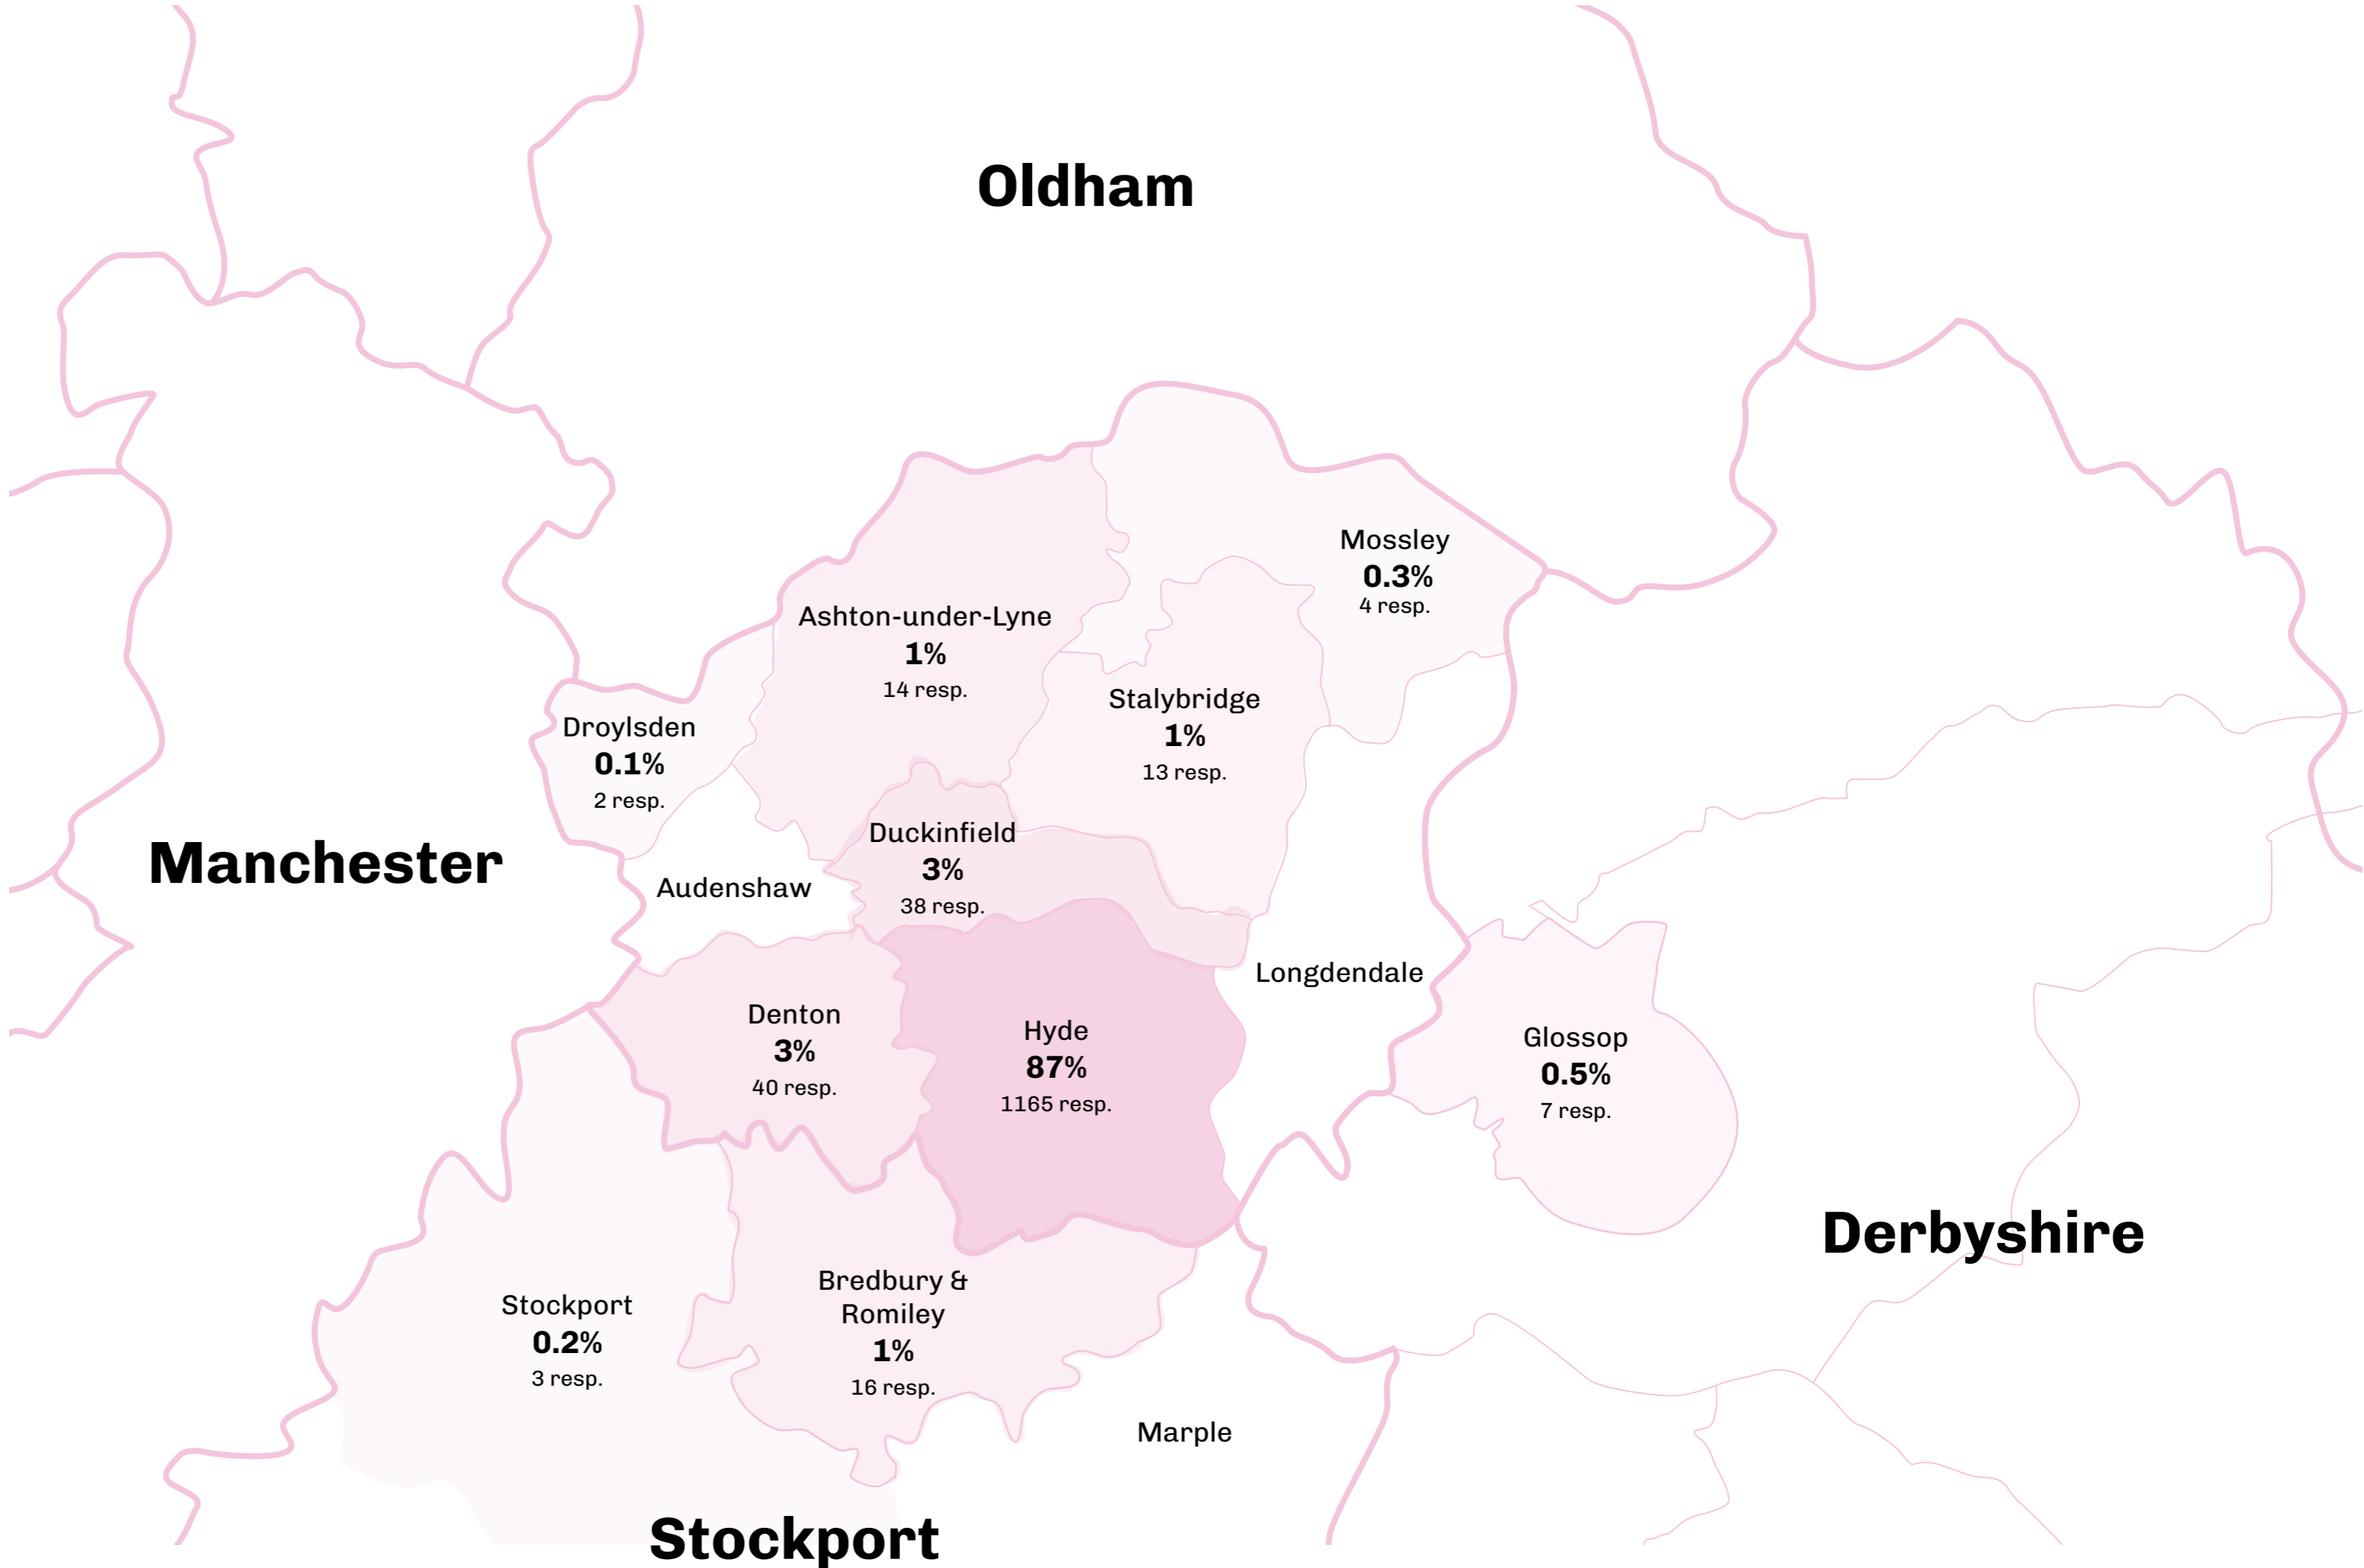 Oldham
Mossley
0.3%
4 resp.
Ashton-under-Lyne
1%
14 resp.
Stalybridge
1%
13 resp.
Droylsden
0.1%
2 resp.
Manchester
Duckinfield
3%
38 resp.
Audenshaw
Longdendale
Denton
3%
40 resp.
Hyde
87%
1165 resp.
Glossop
0.5%
7 resp.
Derbyshire
Stockport
0.2%
3 resp.
Bredbury &
Romiley
1%
16 resp.
Marple
Stockport